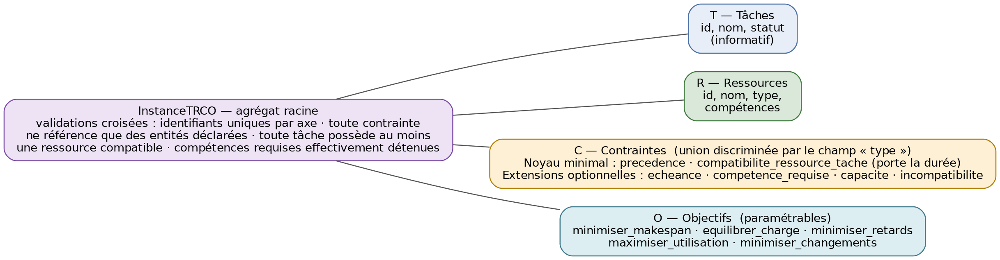 T — Tâches
id, nom, statut
(informatif)
R — Ressources
id, nom, type,
compétences
InstanceTRCO — agrégat racine
validations croisées : identifiants uniques par axe · toute contrainte
ne référence que des entités déclarées · toute tâche possède au moins
une ressource compatible · compétences requises effectivement détenues
C — Contraintes  (union discriminée par le champ « type »)
Noyau minimal : precedence · compatibilite_ressource_tache (porte la durée)
Extensions optionnelles : echeance · competence_requise · capacite · incompatibilite
O — Objectifs  (paramétrables)
minimiser_makespan · equilibrer_charge · minimiser_retards
maximiser_utilisation · minimiser_changements